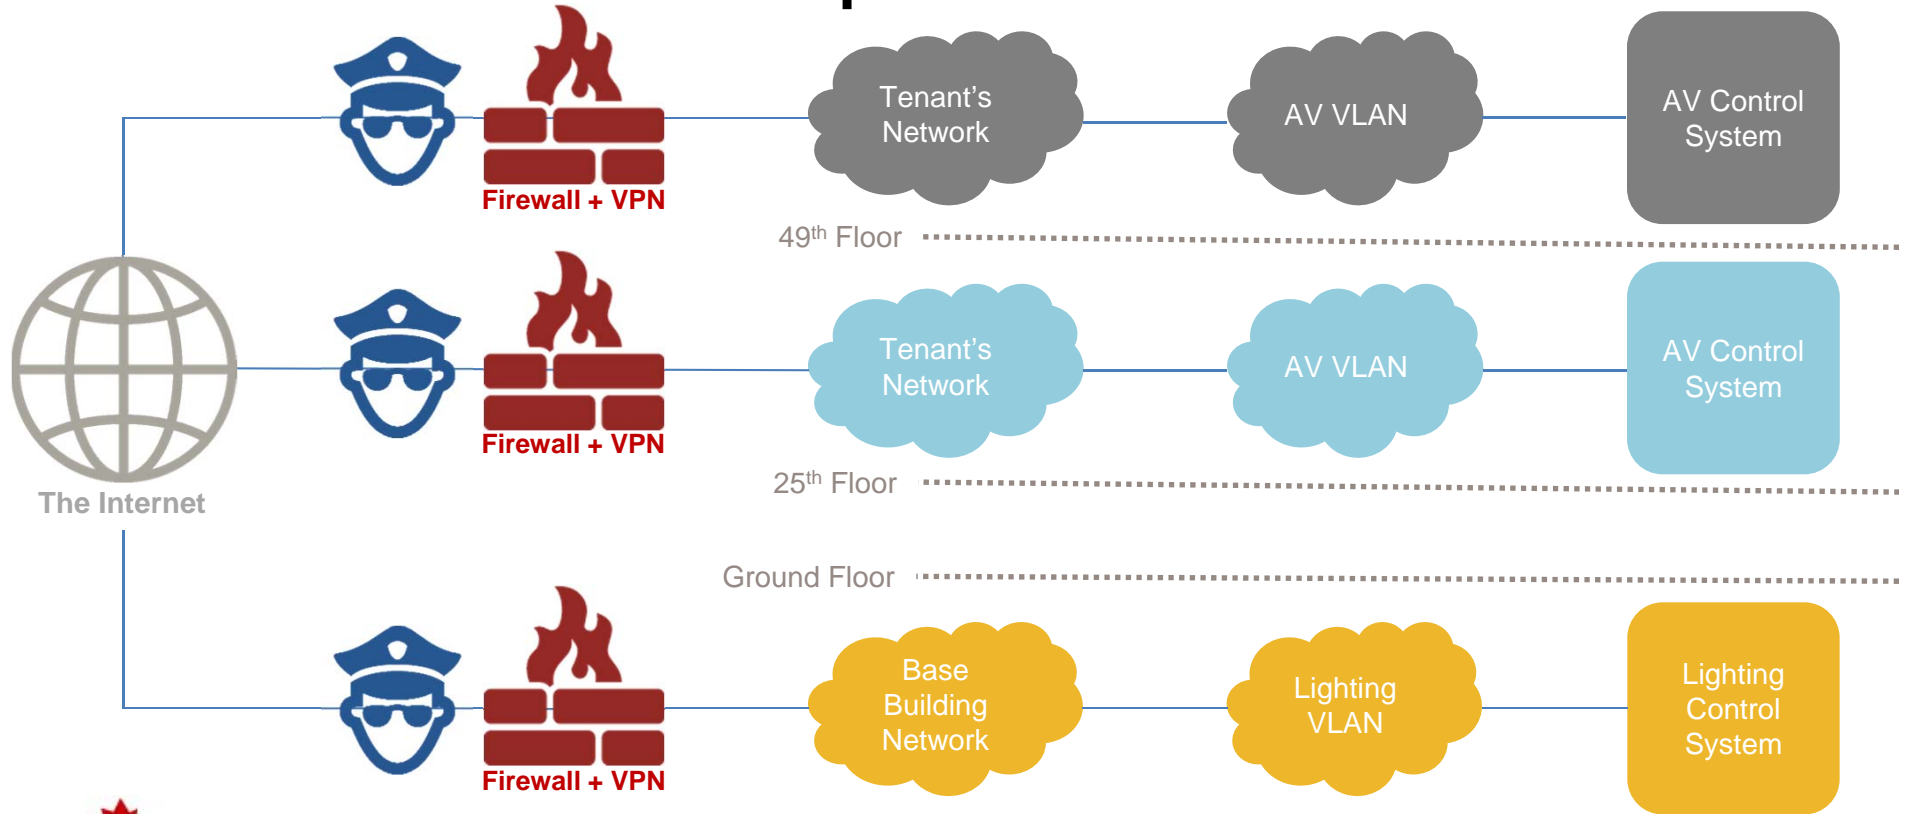 Tenant's
Network
AV VLAN
AV Control
System
Firewall + VPN
49th Floor
Tenant's
Network
AV VLAN
AV Control
System
Firewall + VPN
25th Floor
The Internet
Ground Floor
Base
Building
Network
Lighting
VLAN
Lighting
Control
System
Firewall + VPN